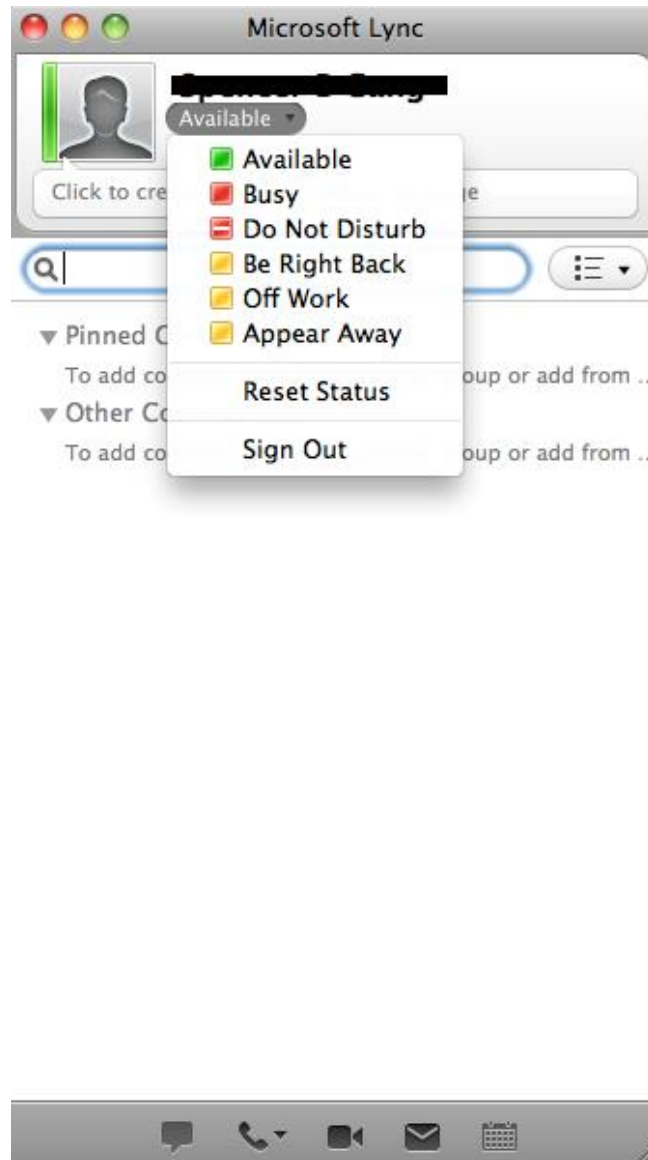 Microsoft Lync
Available
Available
Click to cre
ge
Busy
Do Not Disturb
Be Right Back
Off Work
Pinned C
Appear Away
To add co
oup or add from ..
Reset Status
Other Co
To add co
oup or add from ..
Sign Out